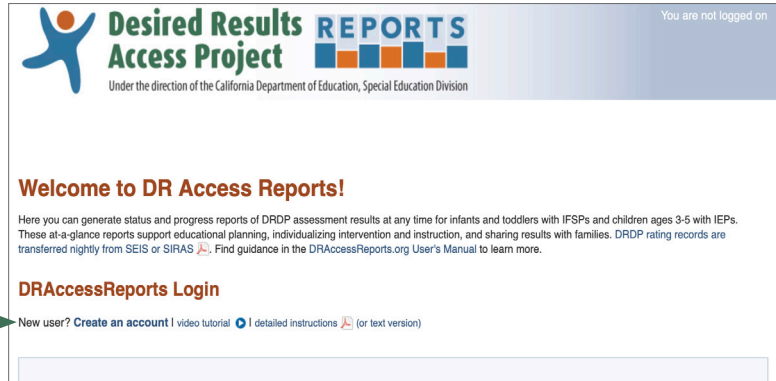 You are not logged on
Desired Results
Access Project
REPORTS
Under the direction of the California Department of Education, Special Education Division
Welcome to DR Access Reports!
Here you can generate status and progress reports of DRDP assessment results at any time for infants and toddlers with IFSPs and children ages 3-5 with IEPs.
These at-a-glance reports support educational planning, individualizing intervention and instruction, and sharing results with families. DRDP rating records are
transferred nightly from SEIS or SIRAS. Find guidance in the DRAccessReports.org User's Manual to learn more.
DRAccessReports Login
New user? Create an account | video tutorial | detailed instructions (or text version)